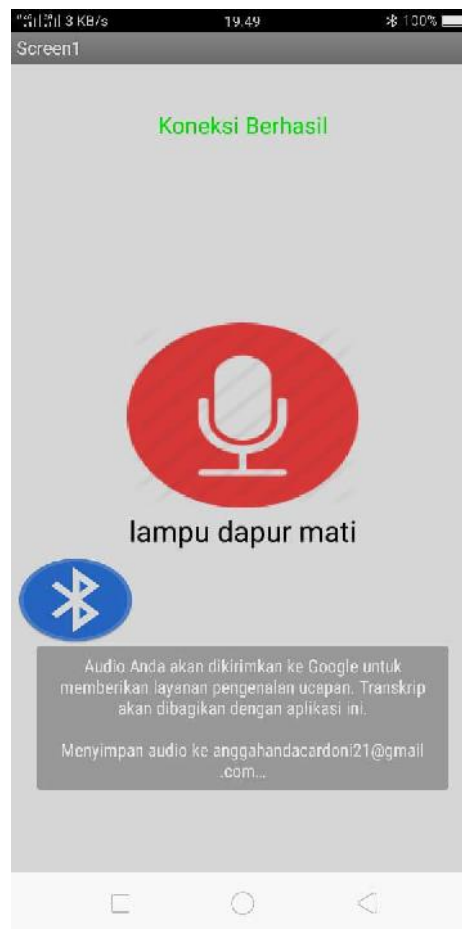 3 KB/s 19.49 100%
Screen1
Koneksi Berhasil
lampu dapur mati
Audio Anda akan dikirimkan ke Google untuk
memberikan layanan pengenalan ucapan. Transkrip
akan dibagikan dengan aplikasi ini.
Menyimpan audio ke anggahandacardoni21@gmail
.com...